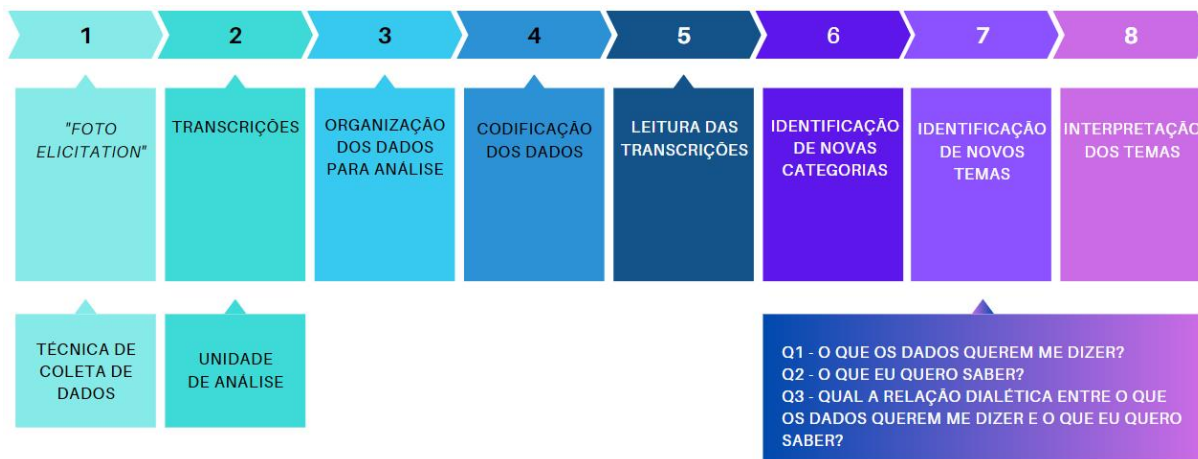 1
2
3
4
5
6
7
8
"FOTO
ELICITATION"
TRANSCRIÇÕES
ORGANIZAÇÃO
DOS DADOS
PARA ANÁLISE
CODIFICAÇÃO
DOS DADOS
LEITURA DAS
TRANSCRIÇÕES
IDENTIFICAÇÃO
DE NOVAS
CATEGORIAS
IDENTIFICAÇÃO
DE NOVOS
TEMAS
INTERPRETAÇÃO
DOS TEMAS
TÉCNICA DE
COLETA DE
DADOS
UNIDADE
DE ANÁLISE
Q1 - O QUE OS DADOS QUEREM ME DIZER?
Q2 - O QUE EU QUERO SABER?
Q3 - QUAL A RELAÇÃO DIALÉTICA ENTRE O QUE
OS DADOS QUEREM ME DIZER E O QUE EU QUERO
SABER?